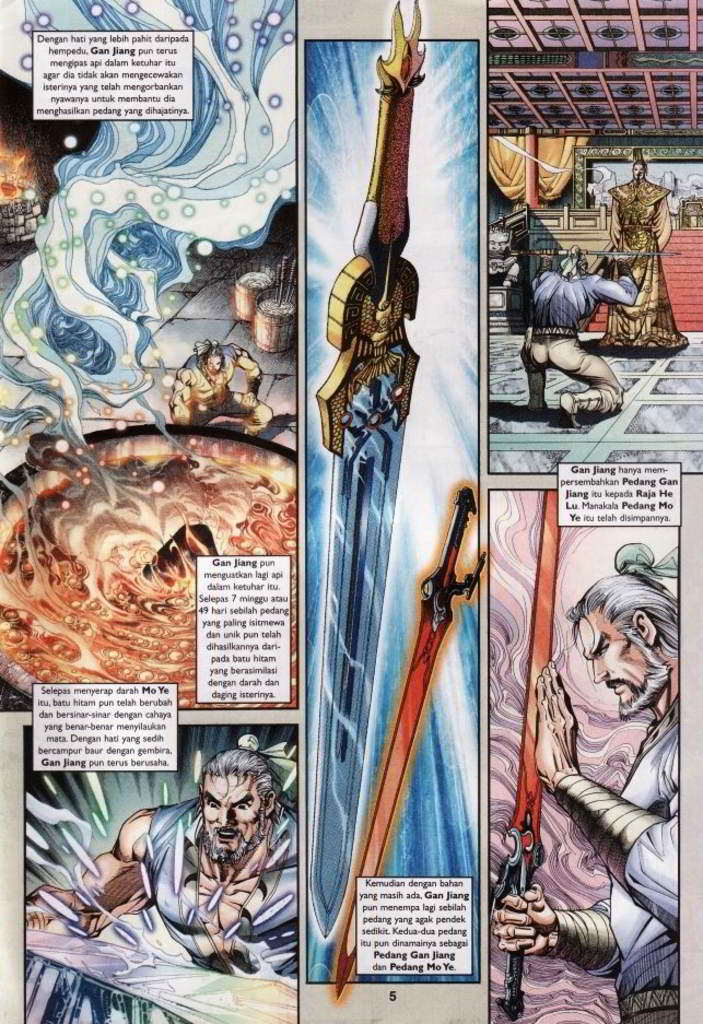 Dengan hati yang lebih pahit daripada
hempedu, Gan Jiang pun terus
mengipas api dalam ketuhar itu
agar dia tidak akan mengecewakan
isterinya yang telah mengorbankan
nyawanya untuk membantu dia
menghasilkan pedang yang dihajatinya.
Gan Jiang pun
menguatkan lagi api
dalam ketuhar itu.
Selepas 7 minggu atau
49 hari sebilah pedang
yang paling isitmewa
dan unik pun telah
dihasilkannya dari-
pada batu hitam
yang berasimilasi
dengan darah dan
daging isterinya.
Selepas menyerap darah Mo Ye
itu, batu hitam pun telah berubah
dan bersinar-sinar dengan cahaya
yang benar-benar menyilaukan
mata. Dengan hati yang sedih
bercampur baur dengan gembira,
Gan Jiang pun terus berusaha.
Kemudian dengan bahan
yang masih ada, Gan Jiang
pun menempa lagi sebilah
pedang yang agak pendek
sedikit. Kedua-dua pedang
itu pun dinamainya sebagai
Pedang Gan Jiang
dan Pedang Mo Ye.
Gan Jiang hanya mem-
persembahkan Pedang Gan
Jiang itu kepada Raja He
Lu. Manakala Pedang Mo
Ye itu telah disimpannya.
5